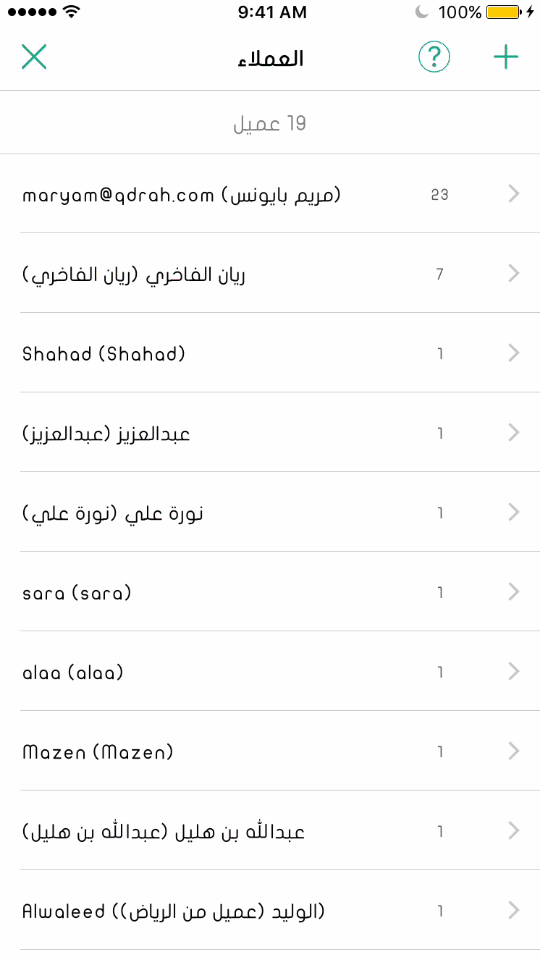 9:41 AM 100%
العملاء ?
19 عميل
maryam@qdrah.com (مريم بايونس) 23
ريان الفاخري (ريان الفاخري) 7
Shahad (Shahad) 1
عبدالعزيز (عبدالعزيز) 1
نورة علي (نورة علي) 1
sara (sara) 1
alaa (alaa) 1
Mazen (Mazen) 1
عبدالله بن هليل (عبدالله بن هليل) 1
Alwaleed (الوليد (عميل من الرياض)) 1